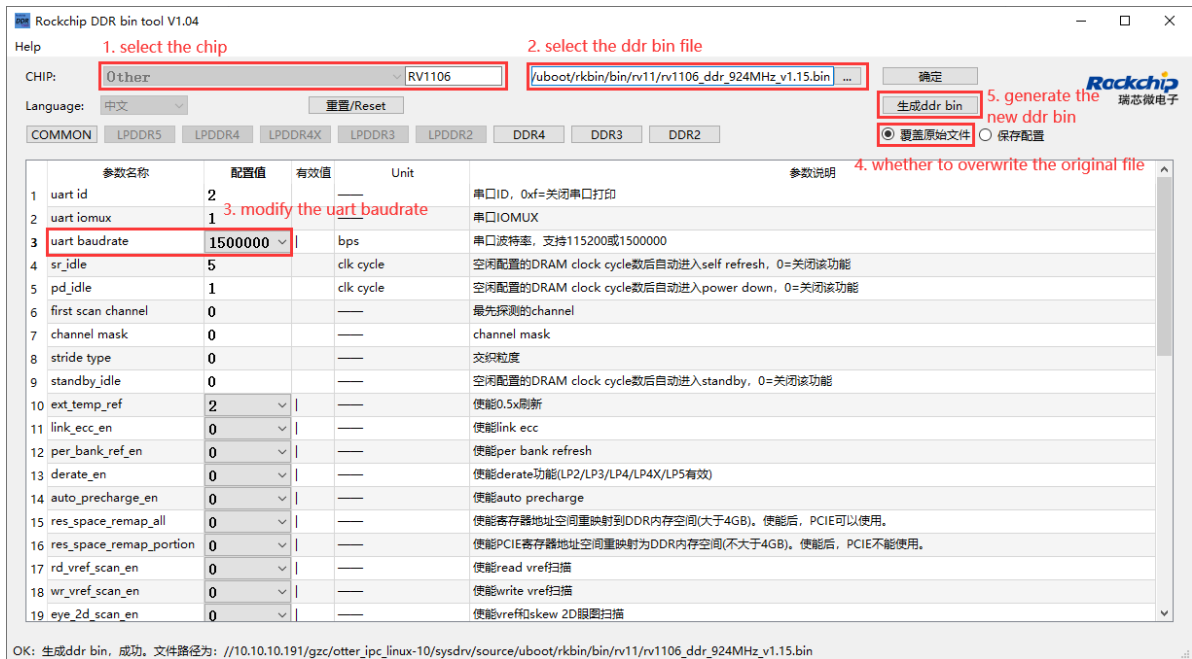 Rockchip DDR bin tool V1.04
Help
1. select the chip
2. select the ddr bin file
CHIP: Other RV1106 /uboot/rkbin/bin/rv11/rv1106_ddr_924MHz_v1.15.bin ... 确定
Rockchip
瑞芯微电子
Language: 中文 重置/Reset 生成ddr bin
5. generate the
new ddr bin
COMMON LPDDR5 LPDDR4 LPDDR4X LPDDR3 LPDDR2 DDR4 DDR3 DDR2 覆盖原始文件 保存配置
4. whether to overwrite the original file
参数名称 配置值 有效值 Unit 参数说明
1 uart id 2 —— 串口ID，0xf=关闭串口打印
3. modify the uart baudrate
2 uart iomux 1 —— 串口IOMUX
3 uart baudrate 1500000 | bps 串口波特率，支持115200或1500000
4 sr_idle 5 clk cycle 空闲配置的DRAM clock cycle数后自动进入self refresh，0=关闭该功能
5 pd_idle 1 clk cycle 空闲配置的DRAM clock cycle数后自动进入power down，0=关闭该功能
6 first scan channel 0 —— 最先探测的channel
7 channel mask 0 —— channel mask
8 stride type 0 —— 交织粒度
9 standby_idle 0 —— 空闲配置的DRAM clock cycle数后自动进入standby，0=关闭该功能
10 ext_temp_ref 2 | —— 使能0.5x刷新
11 link_ecc_en 0 | —— 使能link ecc
12 per_bank_ref_en 0 | —— 使能per bank refresh
13 derate_en 0 | —— 使能derate功能(LP2/LP3/LP4/LP4X/LP5有效)
14 auto_precharge_en 0 | —— 使能auto precharge
15 res_space_remap_all 0 | —— 使能寄存器地址空间重映射到DDR内存空间(大于4GB)。使能后，PCIE可以使用。
16 res_space_remap_portion 0 | —— 使能PCIE寄存器地址空间重映射为DDR内存空间(不大于4GB)。使能后，PCIE不能使用。
17 rd_vref_scan_en 0 | —— 使能read vref扫描
18 wr_vref_scan_en 0 | —— 使能write vref扫描
19 eye_2d_scan_en 0 | —— 使能vref和skew 2D眼图扫描
OK: 生成ddr bin，成功。文件路径为：//10.10.10.191/gzc/otter_ipc_linux-10/sysdrv/source/uboot/rkbin/bin/rv11/rv1106_ddr_924MHz_v1.15.bin